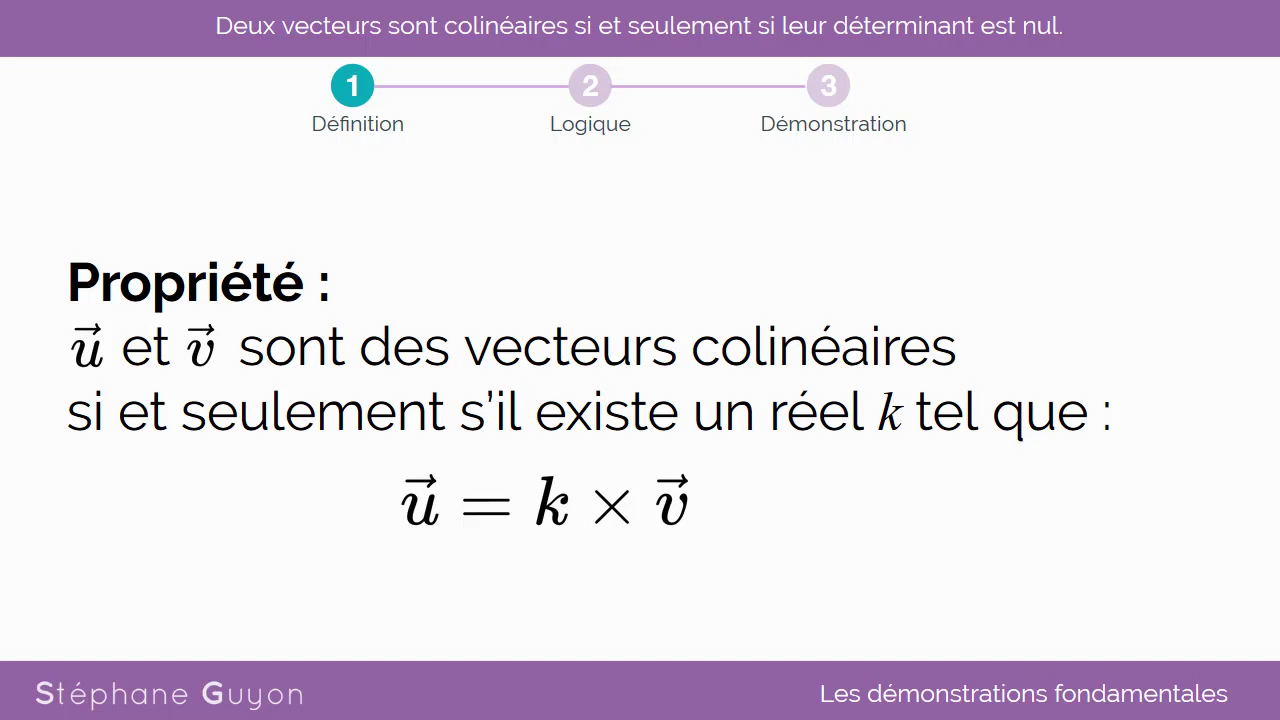 Deux vecteurs sont colinéaires si et seulement si leur déterminant est nul.
1 2 3
Définition Logique Démonstration
Propriété :
u⃗ et v⃗ sont des vecteurs colinéaires
si et seulement s’il existe un réel k tel que :
u⃗ = k × v⃗
Stéphane Guyon
Les démonstrations fondamentales